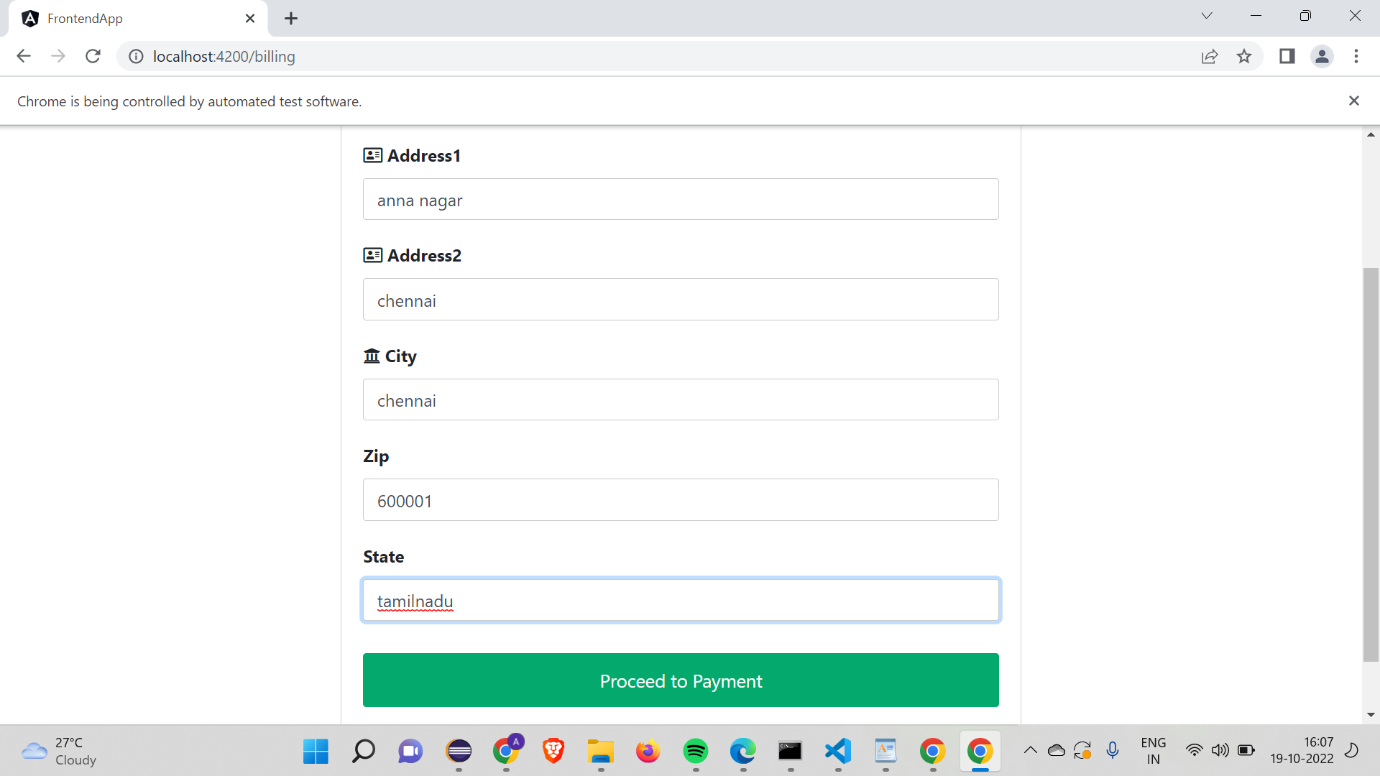 FrontendApp
localhost:4200/billing
Chrome is being controlled by automated test software.
Address1
anna nagar
Address2
chennai
City
chennai
Zip
600001
State
tamilnadu
Proceed to Payment
27°C
Cloudy
A
ENG
IN
16:07
19-10-2022